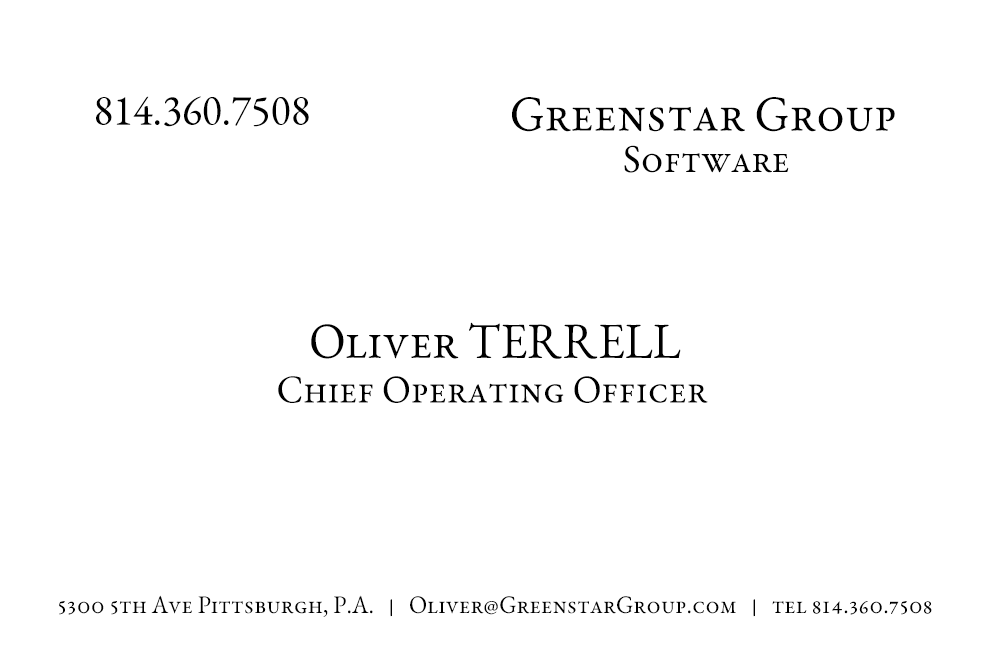 814.360.7508
Greenstar Group
Software
Oliver TERRELL
Chief Operating Officer
5300 5th Ave Pittsburgh, P.A. | Oliver@GreenstarGroup.com | tel 814.360.7508